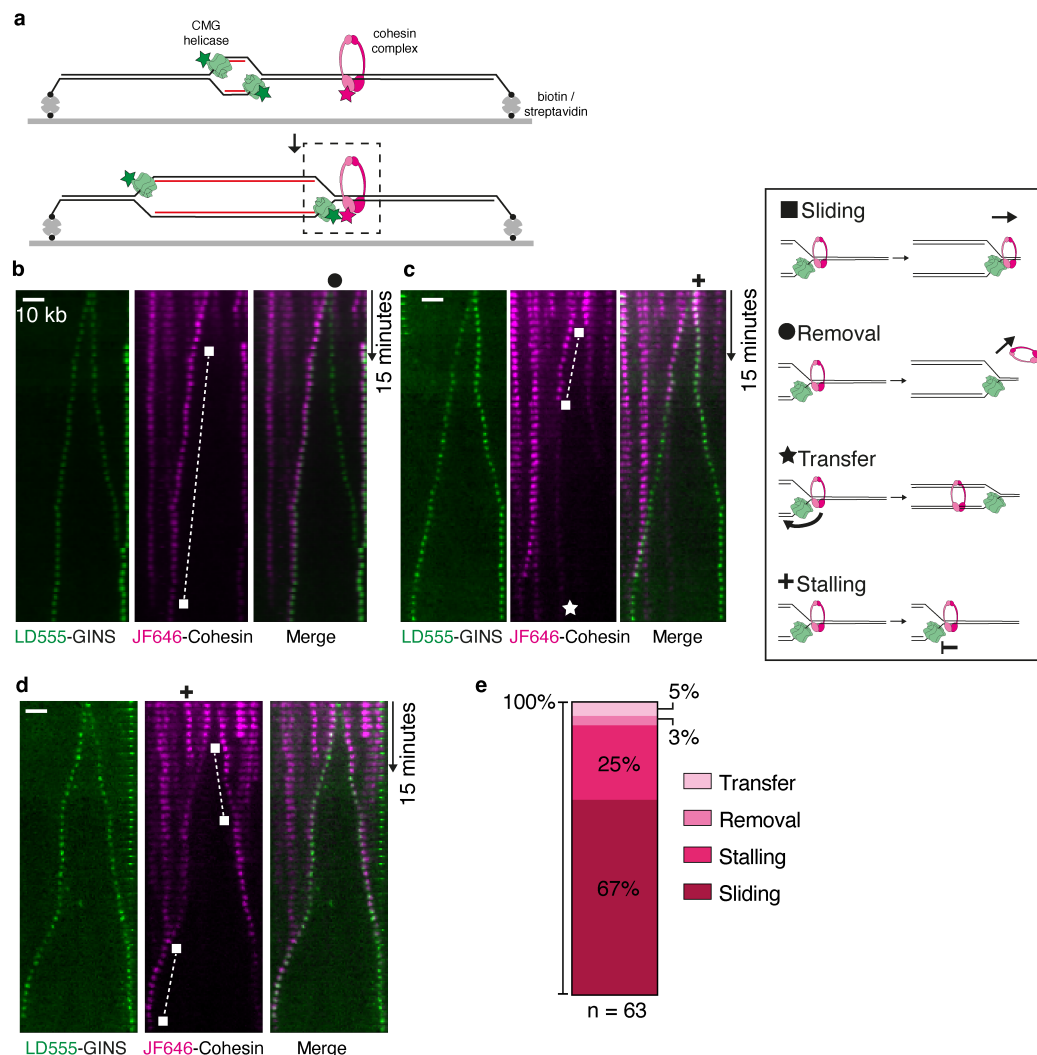 a
CMG
helicase
cohesin
complex
biotin /
streptavidin
Sliding
Removal
Transfer
Stalling
b
10 kb
15 minutes
LD555-GINS
JF646-Cohesin
Merge
c
15 minutes
LD555-GINS
JF646-Cohesin
Merge
d
15 minutes
LD555-GINS
JF646-Cohesin
Merge
e
100%
5%
3%
25%
67%
Transfer
Removal
Stalling
Sliding
n = 63